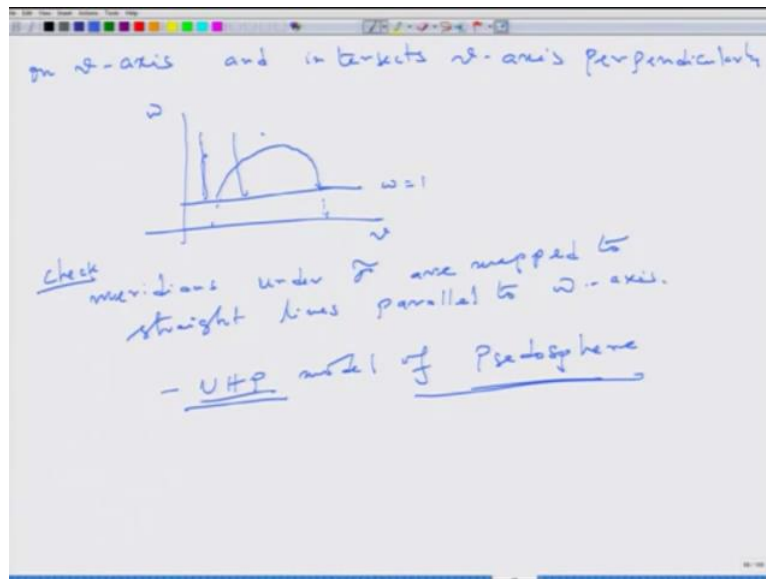 on v-axis and intersects v-axis perpendicularly
w
w = 1
v
check
meridians under σ̃ are mapped to
straight lines parallel to w-axis.
- UHP model of Psedosphere